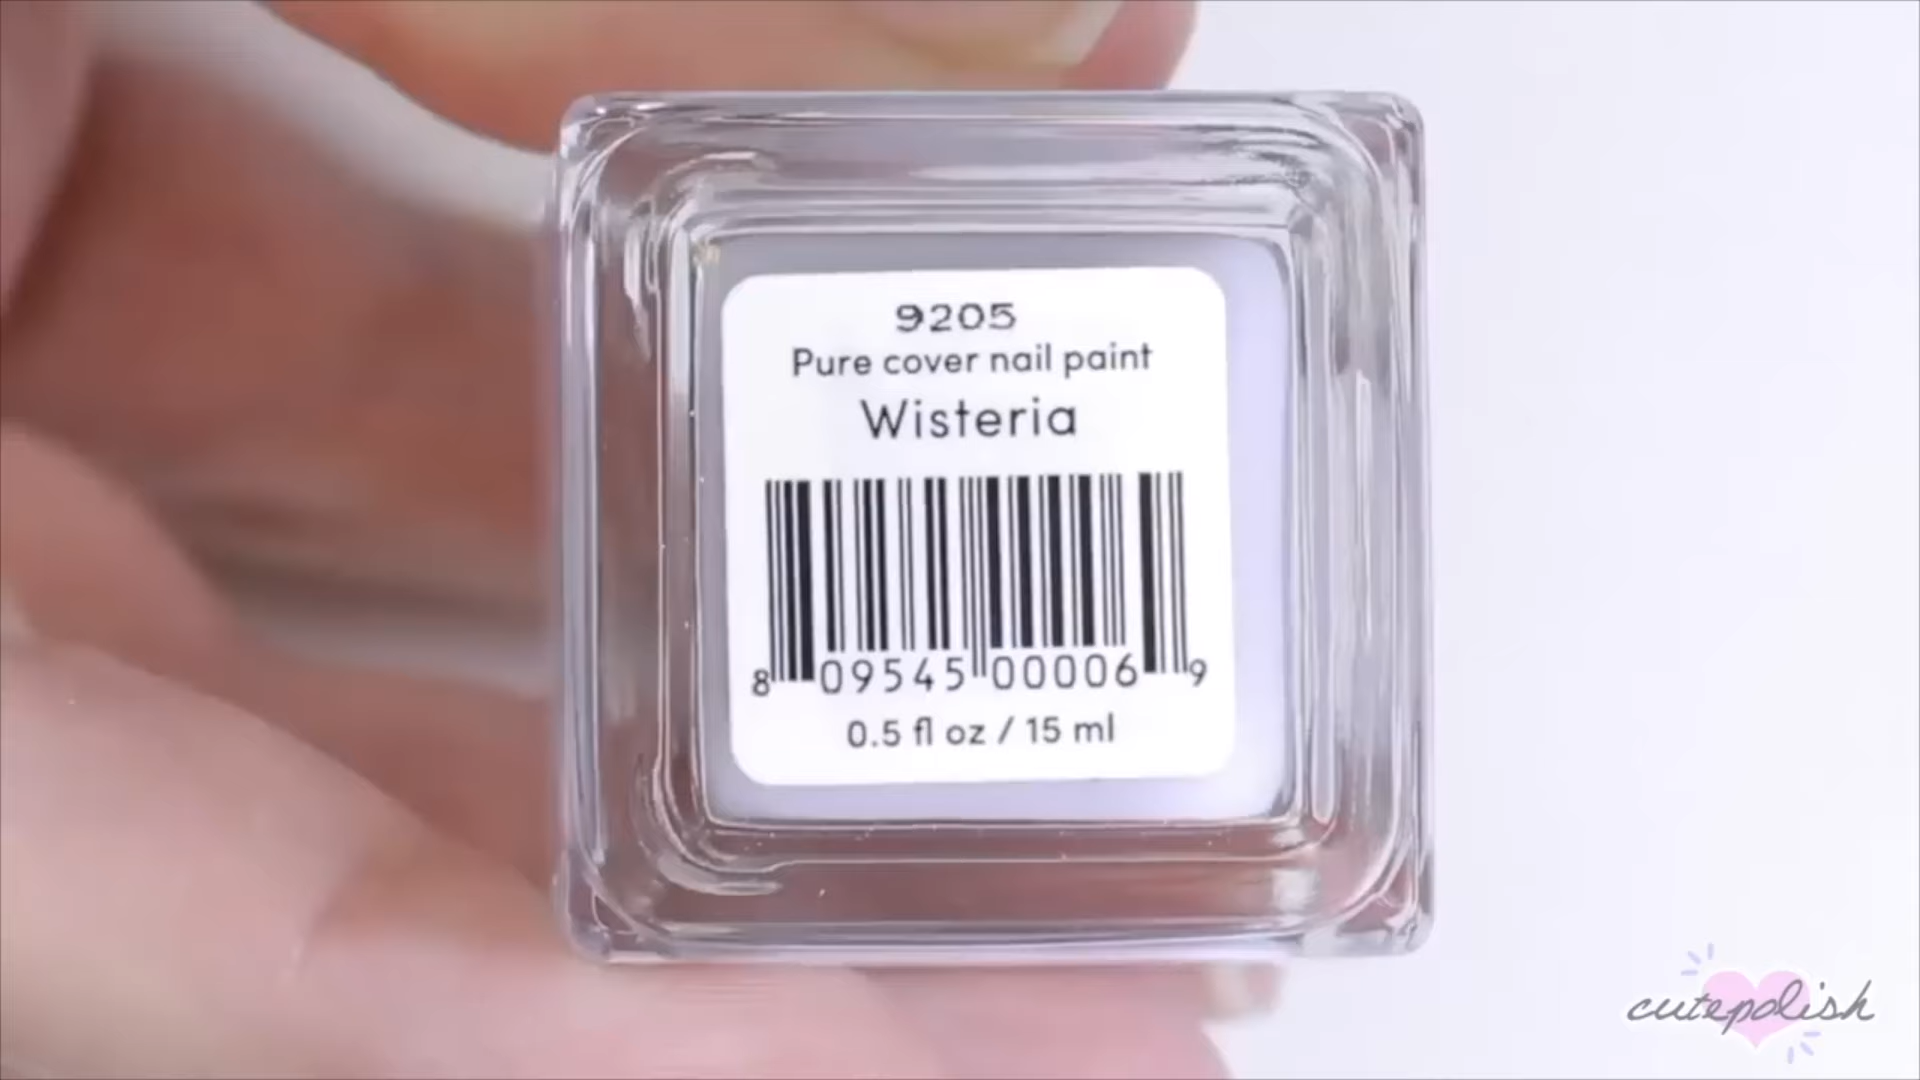 9205
Pure cover nail paint
Wisteria
8 09545 00006 9
0.5 fl oz / 15 ml
cutepolish